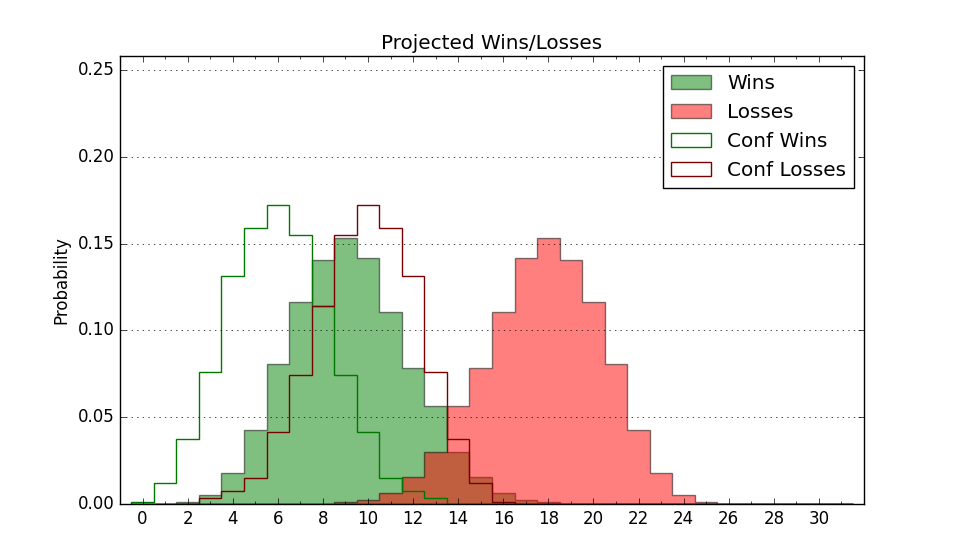 Projected Wins/Losses
0.25
0.20
0.15
0.10
0.05
0.00
Probability
Wins
Losses
Conf Wins
Conf Losses
0 2 4 6 8 10 12 14 16 18 20 22 24 26 28 30